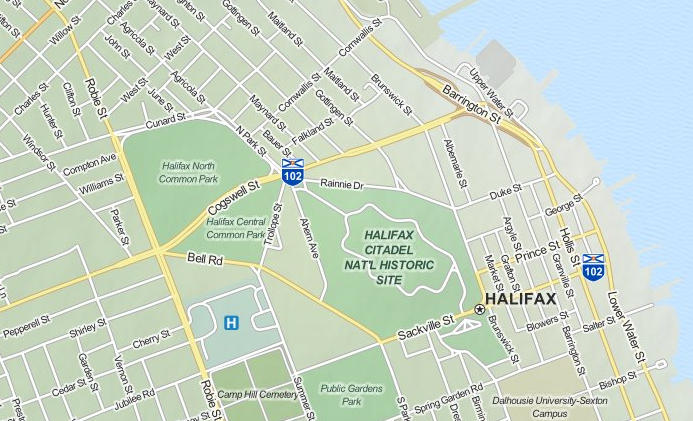 Charles St
Willow St
Agricola St
John St
West St
Maitland St
Cornwallis St
Robie St
West St
June St
Agricola St
Cornwallis St
Maitland St
Gottingen St
Brunswick St
Upper Water St
Barrington St
Charles St
Clifton St
Hunter St
Windsor St
Cunard St
Maynard St
Bauer St
Falkland St
N Park St
Compton Ave
Williams St
Parker St
Halifax North
Common Park
102
Rainnie Dr
Cogswell St
Halifax Central
Common Park
Trollope St
Ahern Ave
Bell Rd
Albemarle St
Duke St
George St
HALIFAX
CITADEL
NAT'L HISTORIC
SITE
Argyle St
Grafton St
Market St
Prince St
Hollis St
Granville St
102
HALIFAX
Sackville St
Brunswick St
Blowers St
Salter St
Lower Water St
Barrington St
Bishop St
H
Pepperell St
Shirley St
Cherry St
Garden St
Vernon St
Cedar St
Jubilee Rd
Robie St
Camp Hill Cemetery
Summer St
Public Gardens
Park
S Park
Spring Garden Rd
Dalhousie University-Sexton
Campus